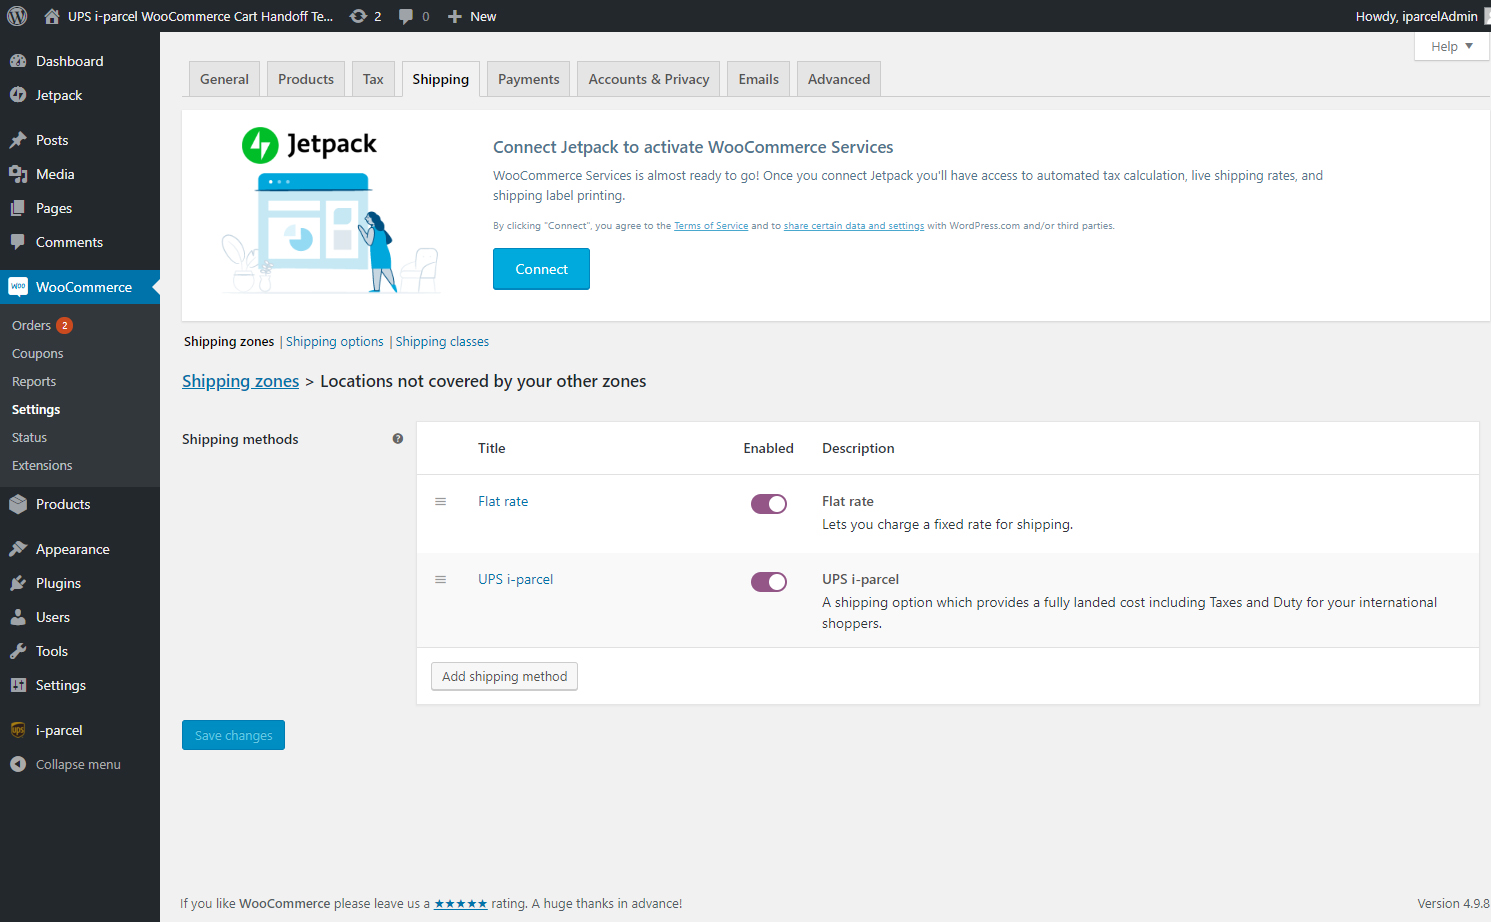 UPS i-parcel WooCommerce Cart Handoff Te... 2 0 New
Howdy, iparcelAdmin
Help
Dashboard
Jetpack
Posts
Media
Pages
Comments
WooCommerce
Orders 2
Coupons
Reports
Settings
Status
Extensions
Products
Appearance
Plugins
Users
Tools
Settings
i-parcel
Collapse menu
General Products Tax Shipping Payments Accounts & Privacy Emails Advanced
Jetpack
Connect Jetpack to activate WooCommerce Services
WooCommerce Services is almost ready to go! Once you connect Jetpack you'll have access to automated tax calculation, live shipping rates, and
shipping label printing.
By clicking "Connect", you agree to the Terms of Service and to share certain data and settings with WordPress.com and/or third parties.
Connect
Shipping zones | Shipping options | Shipping classes
Shipping zones > Locations not covered by your other zones
Shipping methods ?
Title Enabled Description
Flat rate
Flat rate
Lets you charge a fixed rate for shipping.
UPS i-parcel
UPS i-parcel
A shipping option which provides a fully landed cost including Taxes and Duty for your international
shoppers.
Add shipping method
Save changes
If you like WooCommerce please leave us a ★★★★★ rating. A huge thanks in advance!
Version 4.9.8